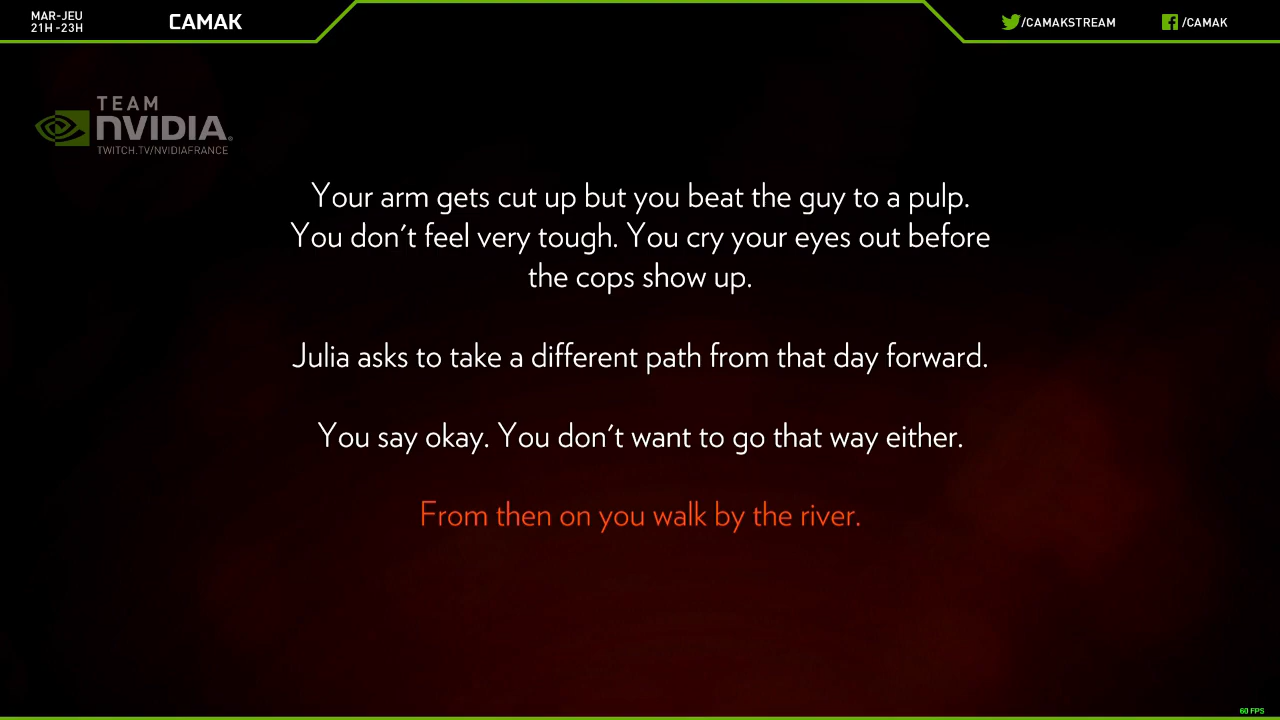 MAR-JEU
21H -23H
CAMAK
/CAMAKSTREAM
/CAMAK
TEAM
nVIDIA.
TWITCH.TV/NVIDIAFRANCE
Your arm gets cut up but you beat the guy to a pulp.
You don't feel very tough. You cry your eyes out before
the cops show up.
Julia asks to take a different path from that day forward.
You say okay. You don't want to go that way either.
From then on you walk by the river.
60 FPS